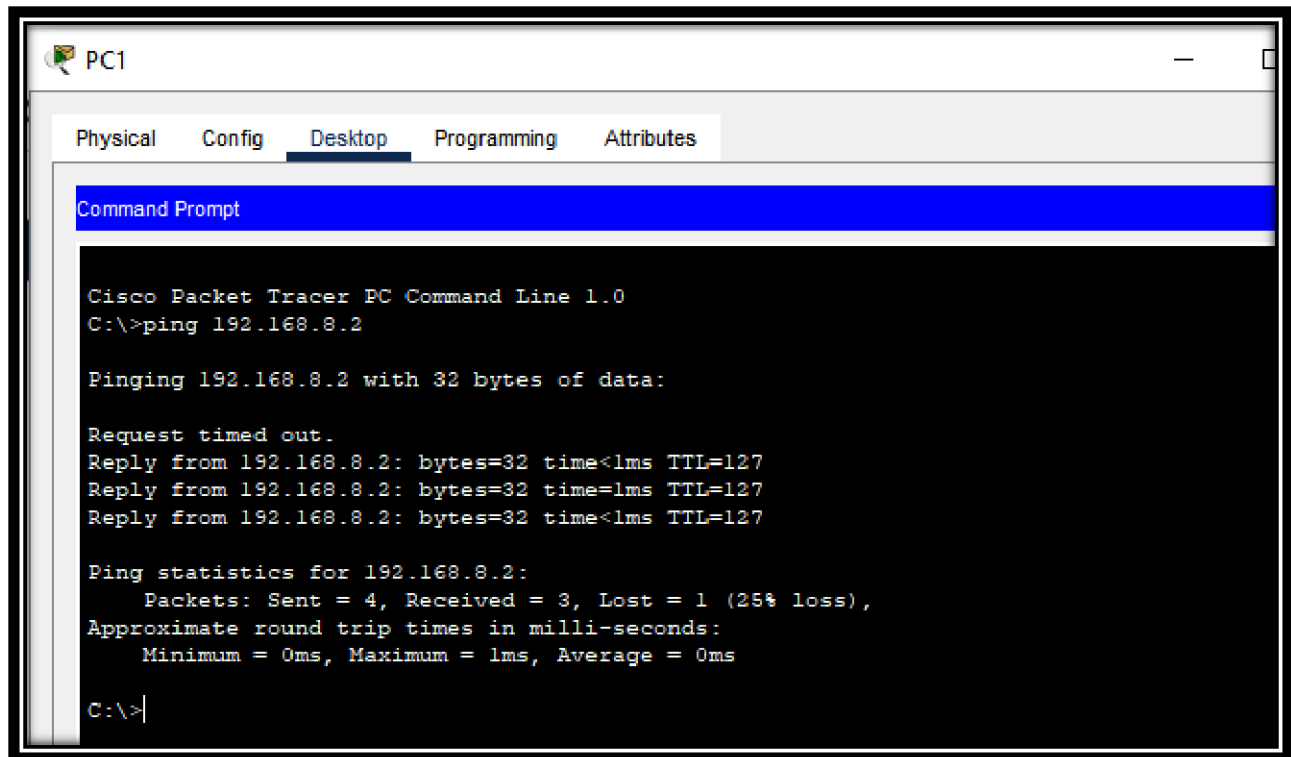 PC1
Physical Config Desktop Programming Attributes
Command Prompt
Cisco Packet Tracer PC Command Line 1.0
C:\>ping 192.168.8.2
Pinging 192.168.8.2 with 32 bytes of data:
Request timed out.
Reply from 192.168.8.2: bytes=32 time<1ms TTL=127
Reply from 192.168.8.2: bytes=32 time=1ms TTL=127
Reply from 192.168.8.2: bytes=32 time<1ms TTL=127
Ping statistics for 192.168.8.2:
Packets: Sent = 4, Received = 3, Lost = 1 (25% loss),
Approximate round trip times in milli-seconds:
Minimum = 0ms, Maximum = 1ms, Average = 0ms
C:\>